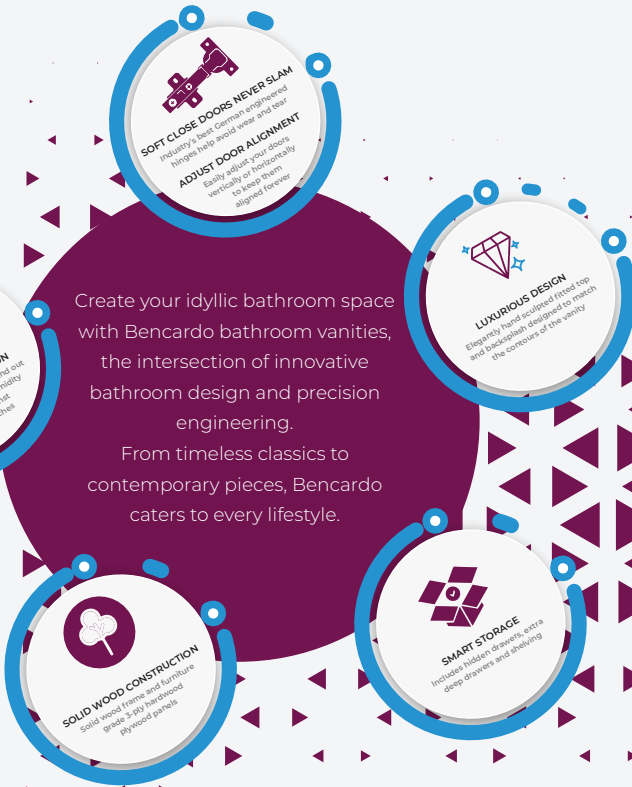 SOFT CLOSE DOORS NEVER SLAM
Industry's best German engineered
hinges help avoid wear and tear
ADJUST DOOR ALIGNMENT
Easily adjust your doors
vertically or horizontally
to keep them
aligned forever
LUXURIOUS DESIGN
Elegantly hand sculpted fitted top
and backsplash designed to match
the contours of the vanity
Create your idyllic bathroom space
with Bencardo bathroom vanities,
the intersection of innovative
bathroom design and precision
engineering.
From timeless classics to
contemporary pieces, Bencardo
caters to every lifestyle.
SMART STORAGE
Includes hidden drawers, extra
deep drawers and shelving
SOLID WOOD CONSTRUCTION
Solid wood frame and furniture
grade 3-ply hardwood
plywood panels